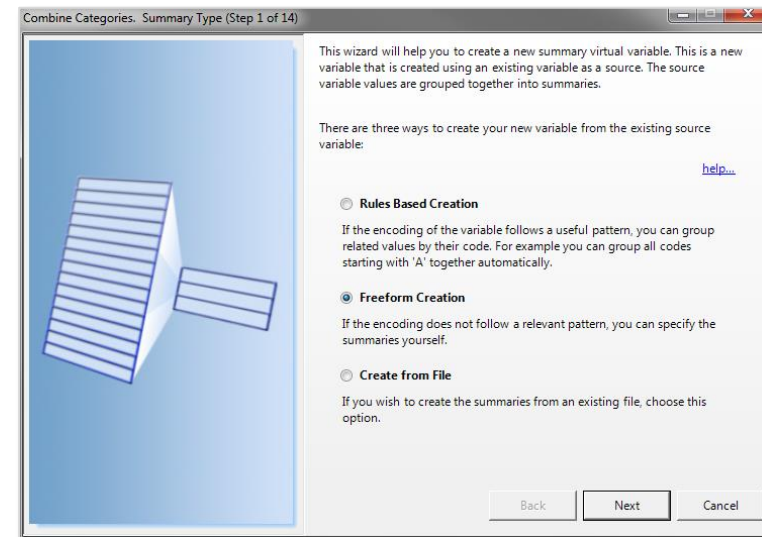 Combine Categories. Summary Type (Step 1 of 14)
This wizard will help you to create a new summary virtual variable. This is a new
variable that is created using an existing variable as a source. The source
variable values are grouped together into summaries.
There are three ways to create your new variable from the existing source
variable:
help...
Rules Based Creation
If the encoding of the variable follows a useful pattern, you can group
related values by their code. For example you can group all codes
starting with 'A' together automatically.
Freeform Creation
If the encoding does not follow a relevant pattern, you can specify the
summaries yourself.
Create from File
If you wish to create the summaries from an existing file, choose this
option.
Back Next Cancel